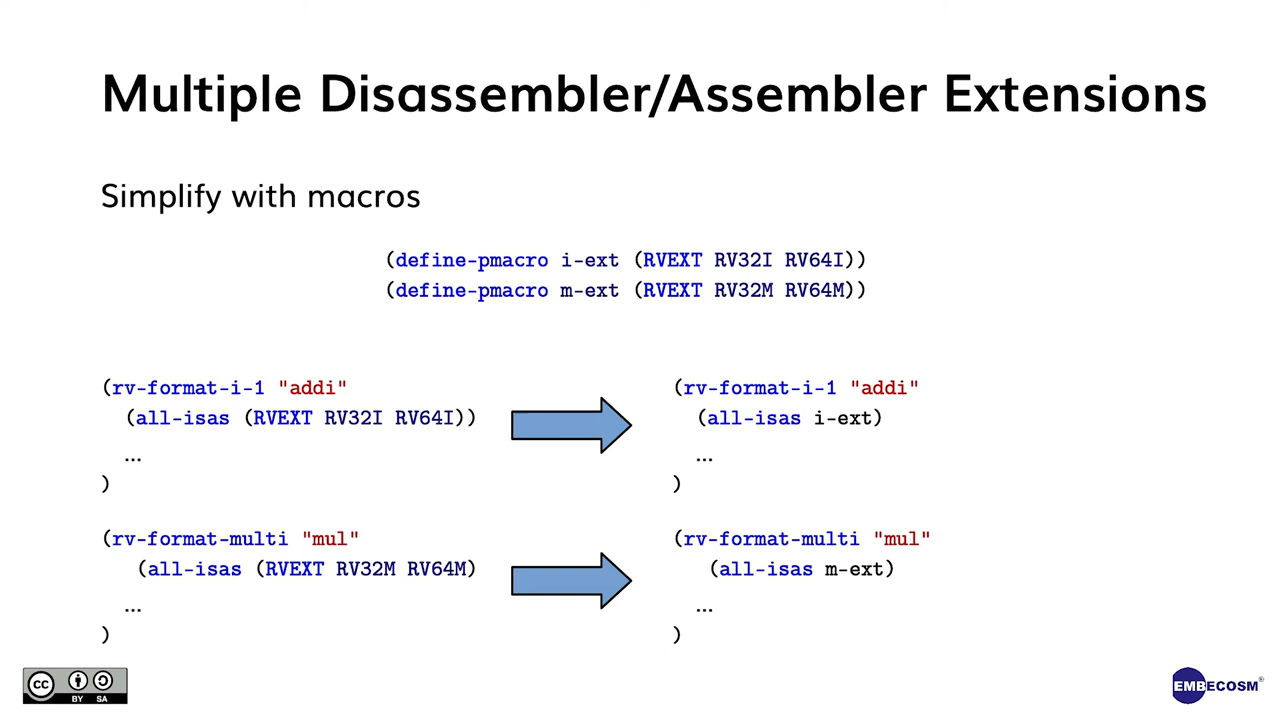 Multiple Disassembler/Assembler Extensions
Simplify with macros
(define-pmacro i-ext (RVEXT RV32I RV64I))
(define-pmacro m-ext (RVEXT RV32M RV64M))
(rv-format-i-1 "addi"
(all-isas (RVEXT RV32I RV64I))
...
)
(rv-format-i-1 "addi"
(all-isas i-ext)
...
)
(rv-format-multi "mul"
(all-isas (RVEXT RV32M RV64M)
...
)
(rv-format-multi "mul"
(all-isas m-ext)
...
)
cc BY SA
EMBECOSM®